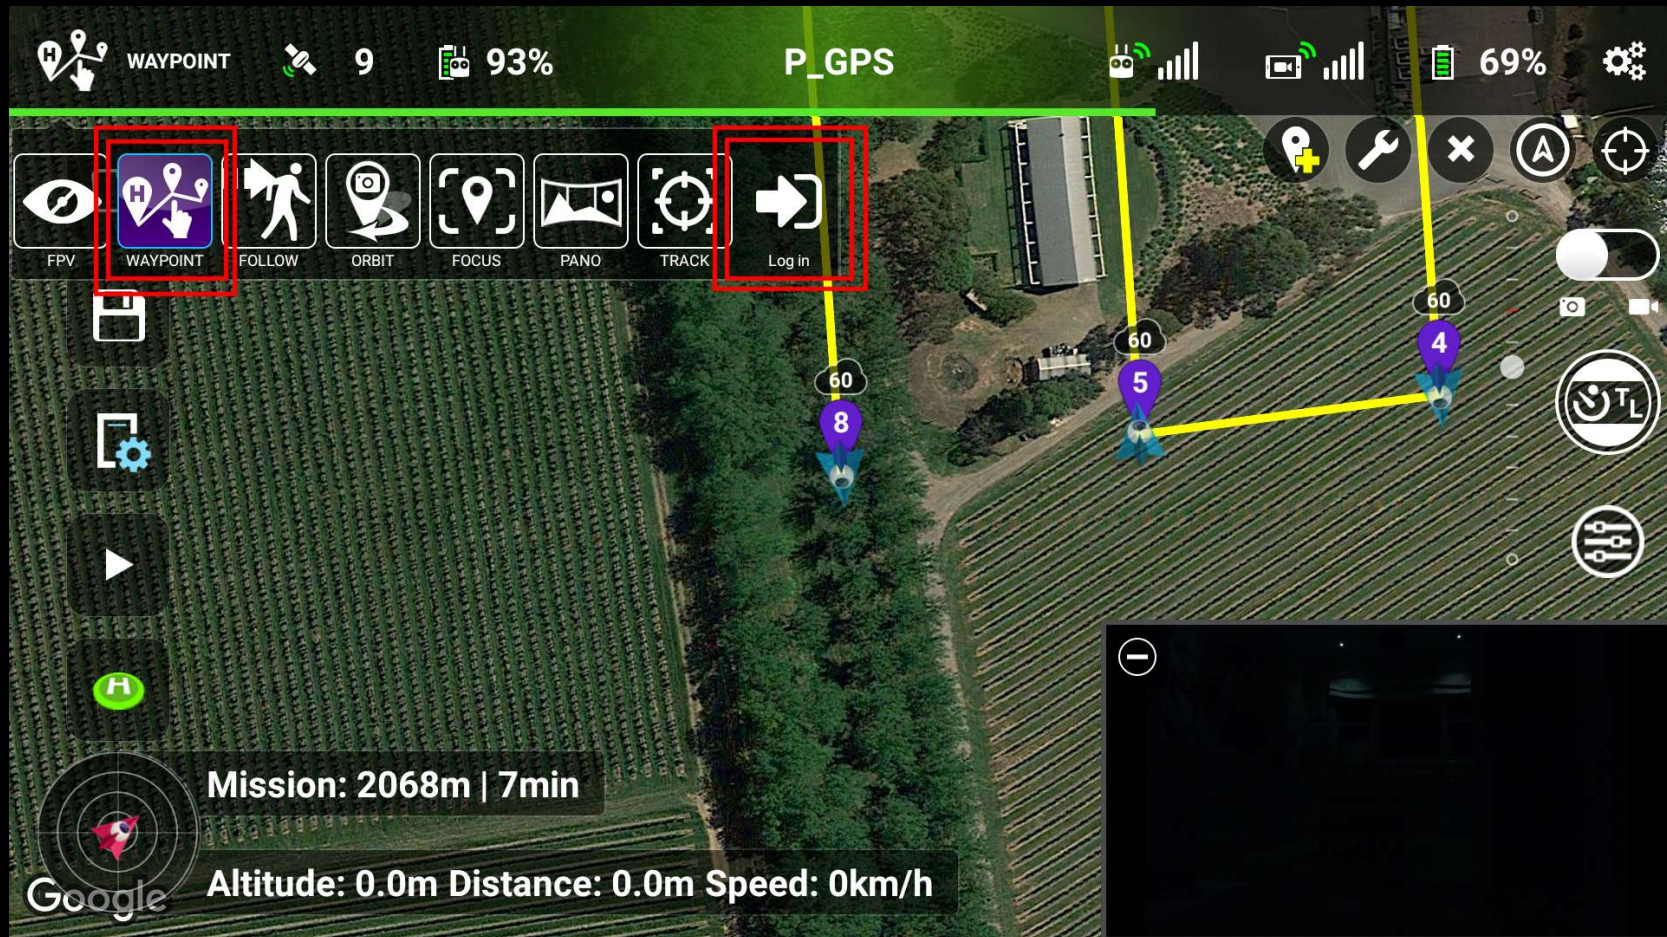 WAYPOINT 9 93% P_GPS 69%
FPV WAYPOINT FOLLOW ORBIT FOCUS PANO TRACK Log in
60
4
60
5
60
8
TL
H
Mission: 2068m | 7min
Altitude: 0.0m Distance: 0.0m Speed: 0km/h
Google